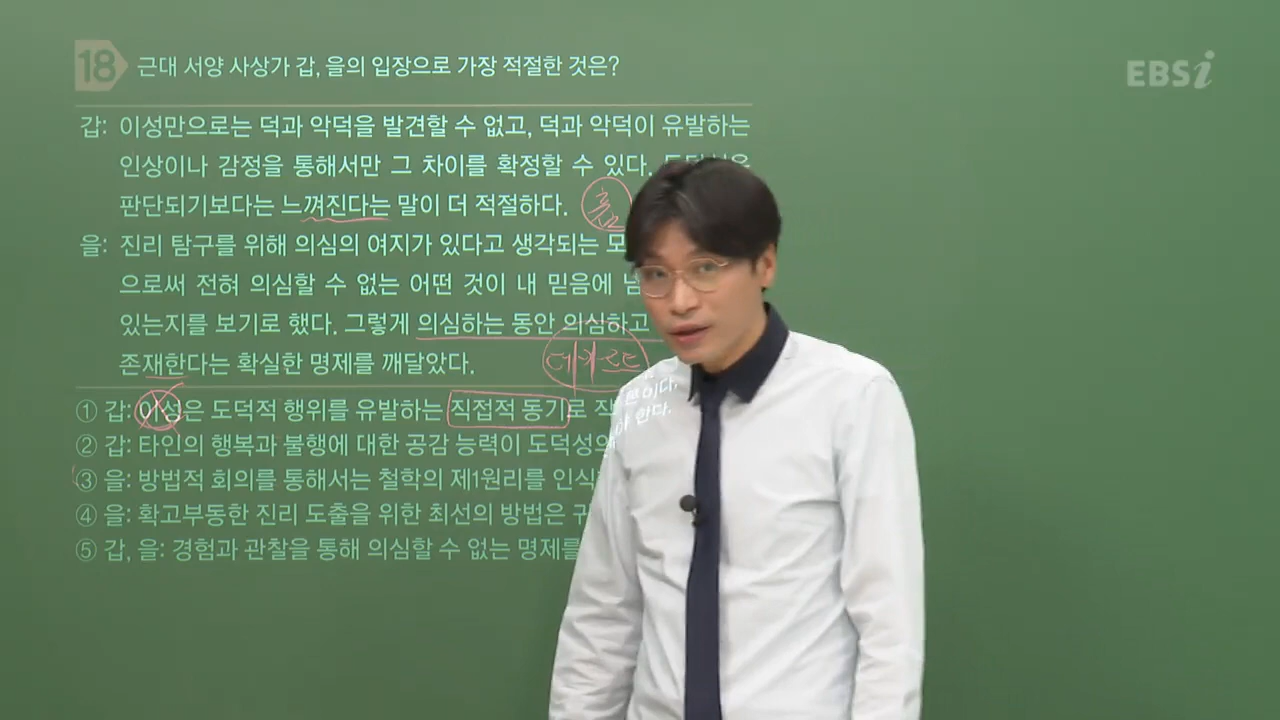 18 근대 서양 사상가 갑, 을의 입장으로 가장 적절한 것은?
EBSi
갑: 이성만으로는 덕과 악덕을 발견할 수 없고, 덕과 악덕이 유발하는
인상이나 감정을 통해서만 그 차이를 확정할 수 있다.
판단되기보다는 느껴진다는 말이 더 적절하다. 흄
을: 진리 탐구를 위해 의심의 여지가 있다고 생각되는
으로써 전혀 의심할 수 없는 어떤 것이 내 믿음에
있는지를 보기로 했다. 그렇게 의심하는 동안 의심하고
존재한다는 확실한 명제를 깨달았다. 데카르트
① 갑: 이성은 도덕적 행위를 유발하는 직접적 동기로
② 갑: 타인의 행복과 불행에 대한 공감 능력이 도덕성의
③ 을: 방법적 회의를 통해서는 철학의 제1원리를
④ 을: 확고부동한 진리 도출을 위한 최선의 방법은
⑤ 갑, 을: 경험과 관찰을 통해 의심할 수 없는 명제를